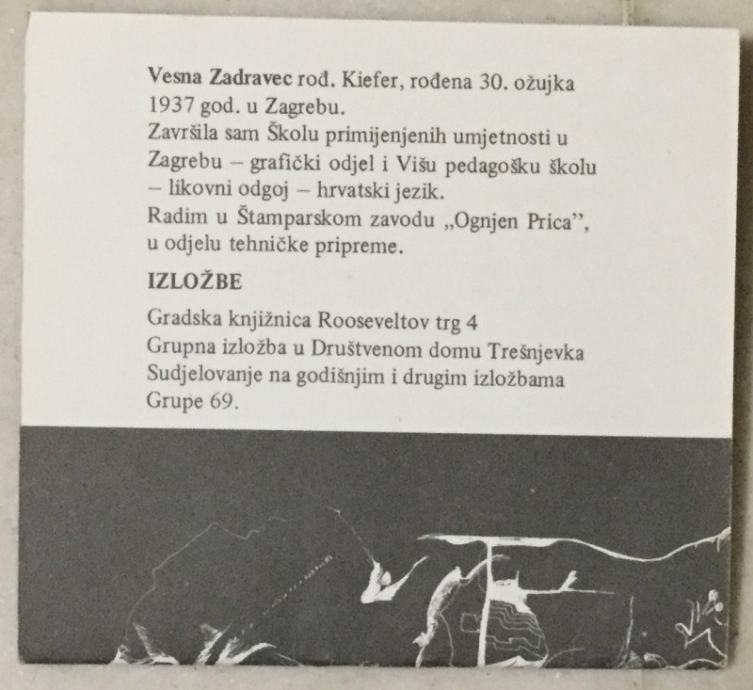 Vesna Zadravec rođ. Kiefer, rođena 30. ožujka
1937 god. u Zagrebu.
Završila sam Školu primijenjenih umjetnosti u
Zagrebu – grafički odjel i Višu pedagošku školu
– likovni odgoj – hrvatski jezik.
Radim u Štamparskom zavodu „Ognjen Prica”,
u odjelu tehničke pripreme.
IZLOŽBE
Gradska knjižnica Rooseveltov trg 4
Grupna izložba u Društvenom domu Trešnjevka
Sudjelovanje na godišnjim i drugim izložbama
Grupe 69.